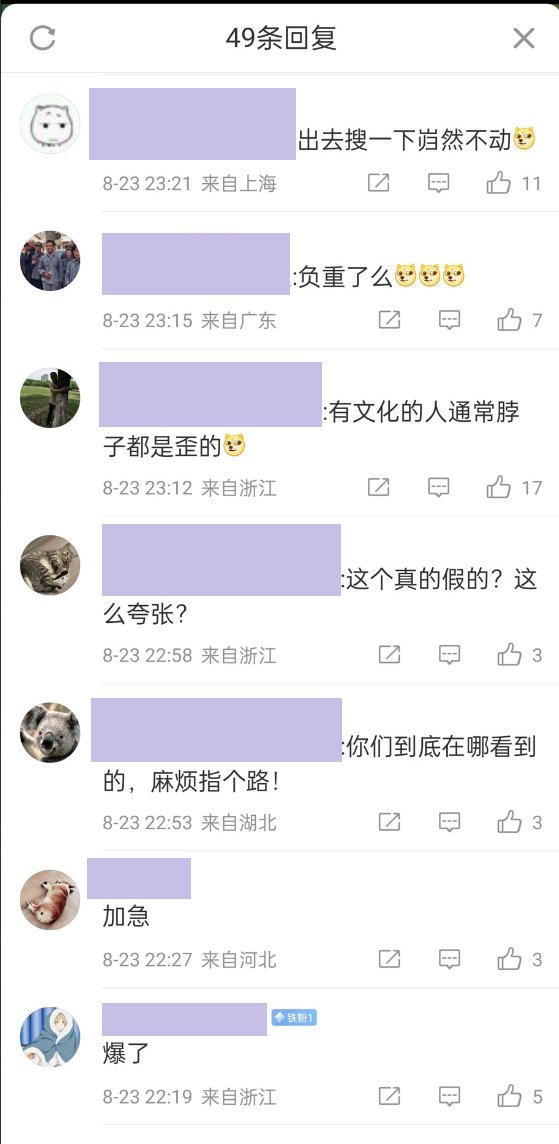 49条回复
出去搜一下岿然不动
8-23 23:21 来自上海
11
:负重了么
8-23 23:15 来自广东
7
:有文化的人通常脖
子都是歪的
8-23 23:12 来自浙江
17
:这个真的假的？这
么夸张？
8-23 22:58 来自浙江
3
:你们到底在哪看到
的，麻烦指个路！
8-23 22:53 来自湖北
3
加急
8-23 22:27 来自河北
3
铁粉1
爆了
8-23 22:19 来自浙江
5